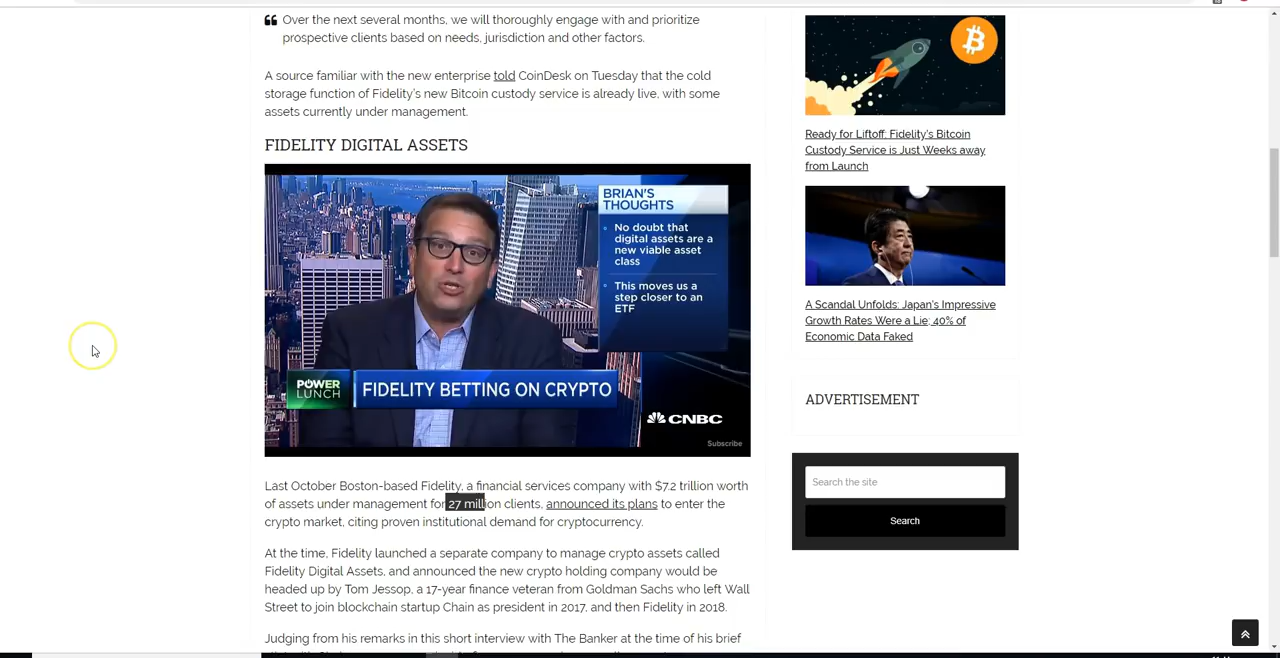 Over the next several months, we will thoroughly engage with and prioritize
prospective clients based on needs, jurisdiction and other factors.
A source familiar with the new enterprise told CoinDesk on Tuesday that the cold
storage function of Fidelity's new Bitcoin custody service is already live, with some
assets currently under management.
FIDELITY DIGITAL ASSETS
BRIAN'S
THOUGHTS
No doubt that
digital assets are a
new viable asset
class
This moves us a
step closer to an
ETF
POWER
LUNCH
FIDELITY BETTING ON CRYPTO
CNBC
Subscribe
Last October Boston-based Fidelity, a financial services company with $7.2 trillion worth
of assets under management for 27 million clients, announced its plans to enter the
crypto market, citing proven institutional demand for cryptocurrency.
At the time, Fidelity launched a separate company to manage crypto assets called
Fidelity Digital Assets, and announced the new crypto holding company would be
headed up by Tom Jessop, a 17-year finance veteran from Goldman Sachs who left Wall
Street to join blockchain startup Chain as president in 2017, and then Fidelity in 2018.
Judging from his remarks in this short interview with The Banker at the time of his brief
Ready for Liftoff: Fidelity's Bitcoin
Custody Service is Just Weeks away
from Launch
A Scandal Unfolds: Japan's Impressive
Growth Rates Were a Lie; 40% of
Economic Data Faked
ADVERTISEMENT
Search the site
Search